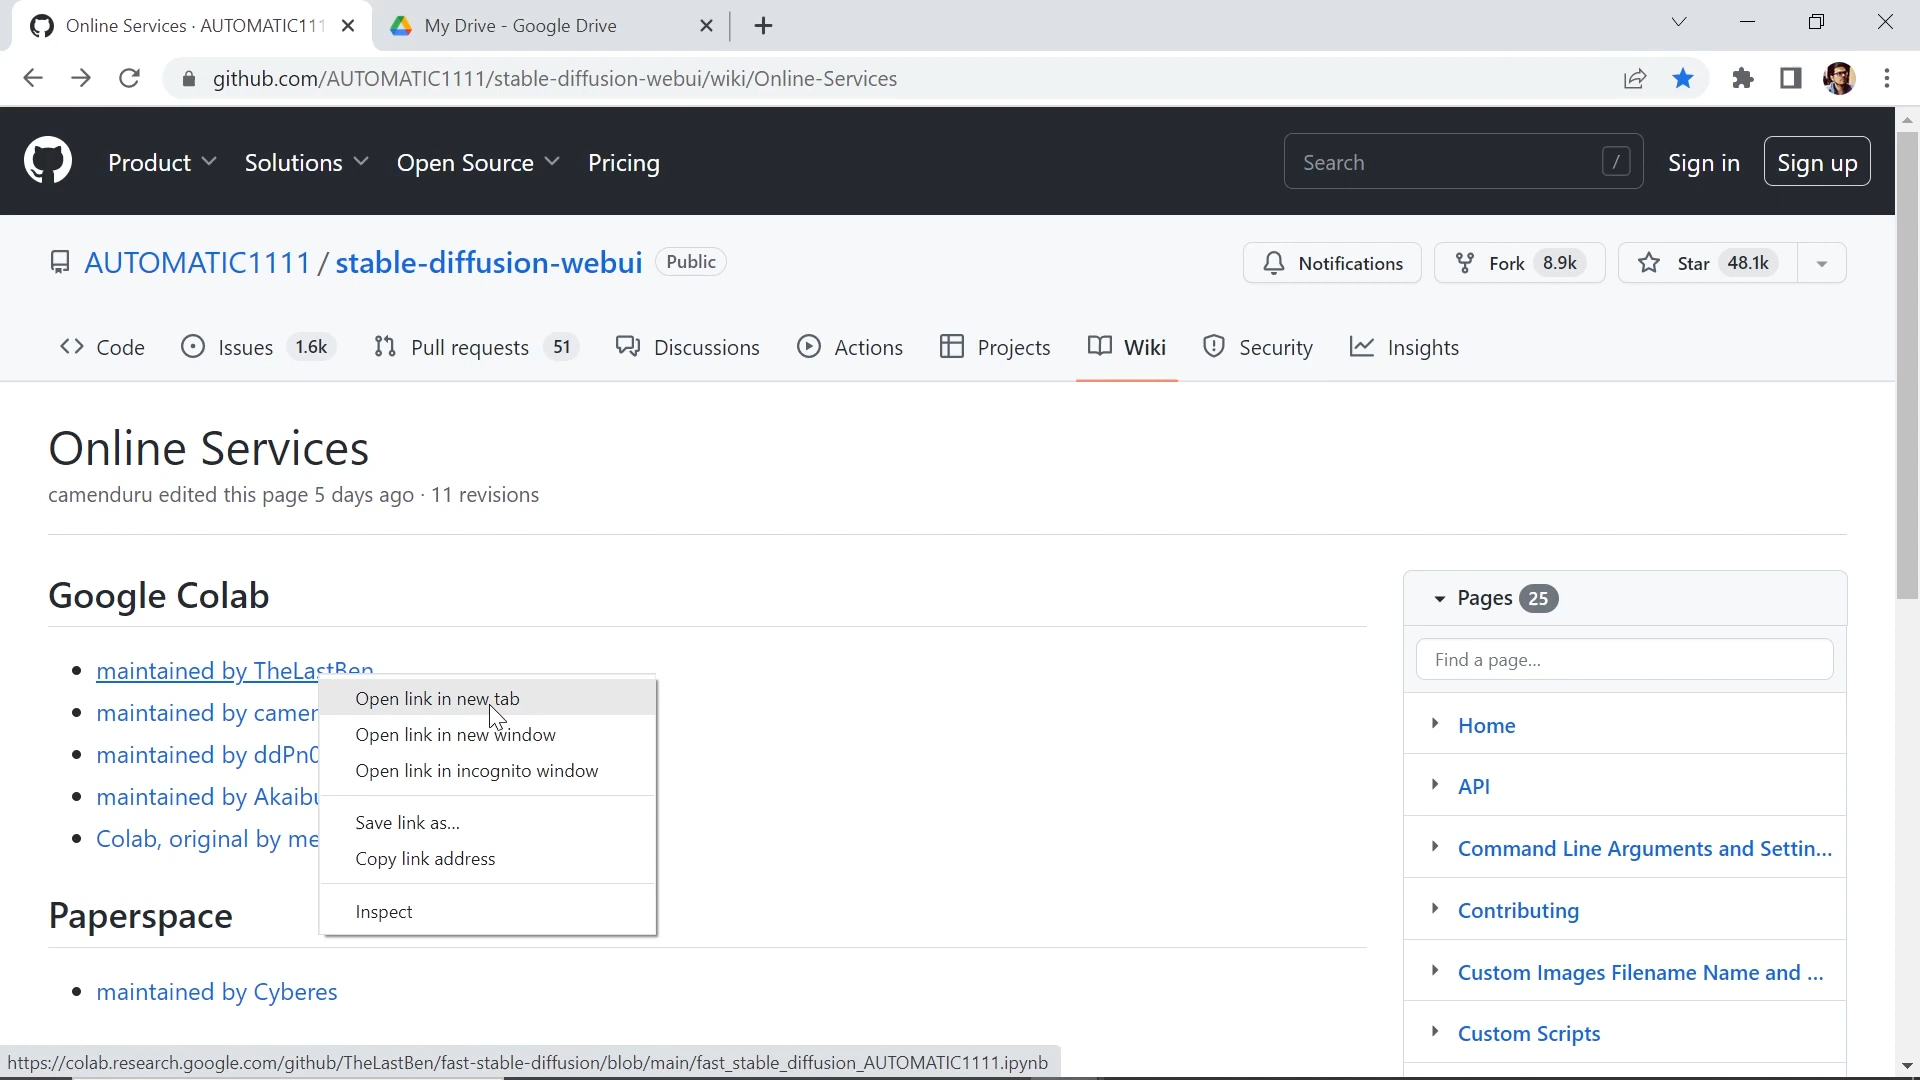 Online Services · AUTOMATIC111
My Drive - Google Drive
github.com/AUTOMATIC1111/stable-diffusion-webui/wiki/Online-Services
Product Solutions Open Source Pricing Search / Sign in Sign up
AUTOMATIC1111 / stable-diffusion-webui Public Notifications Fork 8.9k Star 48.1k
Code Issues 1.6k Pull requests 51 Discussions Actions Projects Wiki Security Insights
Online Services
camenduru edited this page 5 days ago · 11 revisions
Google Colab
maintained by TheLastBen
maintained by camen
maintained by ddPn0
maintained by Akaibu
Colab, original by me
Open link in new tab
Open link in new window
Open link in incognito window
Save link as...
Copy link address
Inspect
Paperspace
maintained by Cyberes
Pages 25
Find a page...
Home
API
Command Line Arguments and Settin...
Contributing
Custom Images Filename Name and ...
Custom Scripts
https://colab.research.google.com/github/TheLastBen/fast-stable-diffusion/blob/main/fast_stable_diffusion_AUTOMATIC1111.ipynb